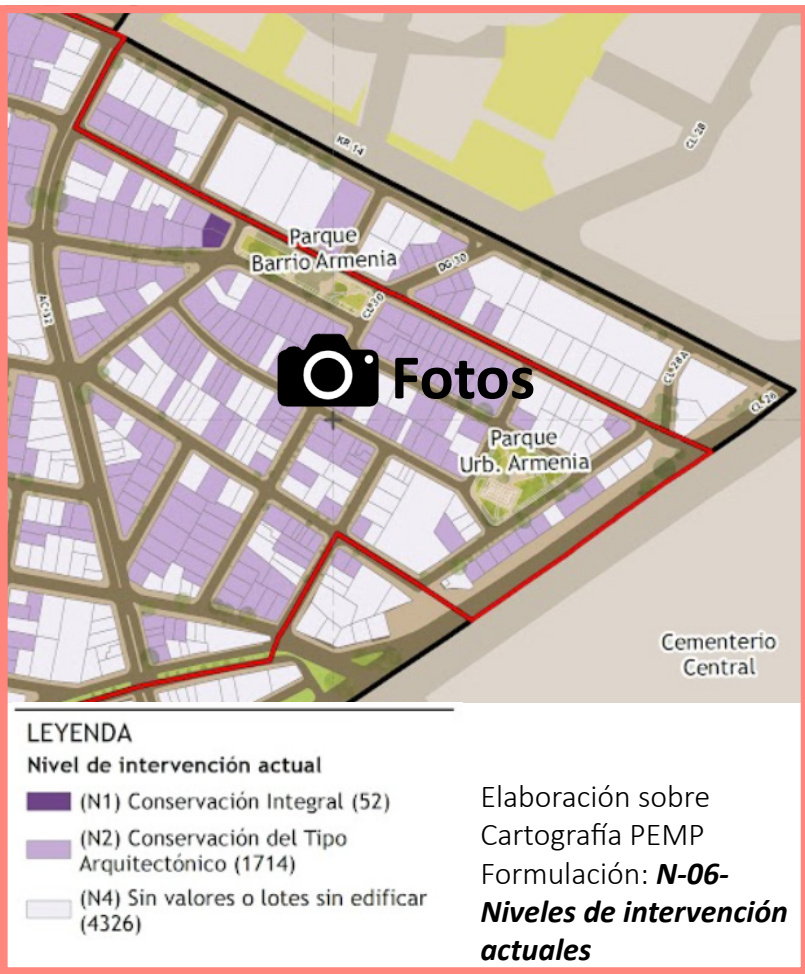 KR 14
CL 28
Parque
Barrio Armenia
DG 30
CL 30
AC 32
Fotos
CL 28A
CL 26
Parque
Urb. Armenia
Cementerio
Central
LEYENDA
Nivel de intervención actual
(N1) Conservación Integral (52)
(N2) Conservación del Tipo
Arquitectónico (1714)
(N4) Sin valores o lotes sin edificar
(4326)
Elaboración sobre
Cartografía PEMP
Formulación: N-06-
Niveles de intervención
actuales